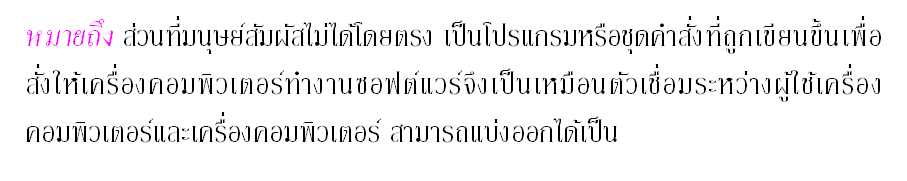 หมายถึง ส่วนที่มนุษย์สัมผัสไม่ได้โดยตรง เป็นโปรแกรมหรือชุดคำสั่งที่ถูกเขียนขึ้นเพื่อ
สั่งให้เครื่องคอมพิวเตอร์ทำงานซอฟต์แวร์จึงเป็นเหมือนตัวเชื่อมระหว่างผู้ใช้เครื่อง
คอมพิวเตอร์และเครื่องคอมพิวเตอร์ สามารถแบ่งออกได้เป็น